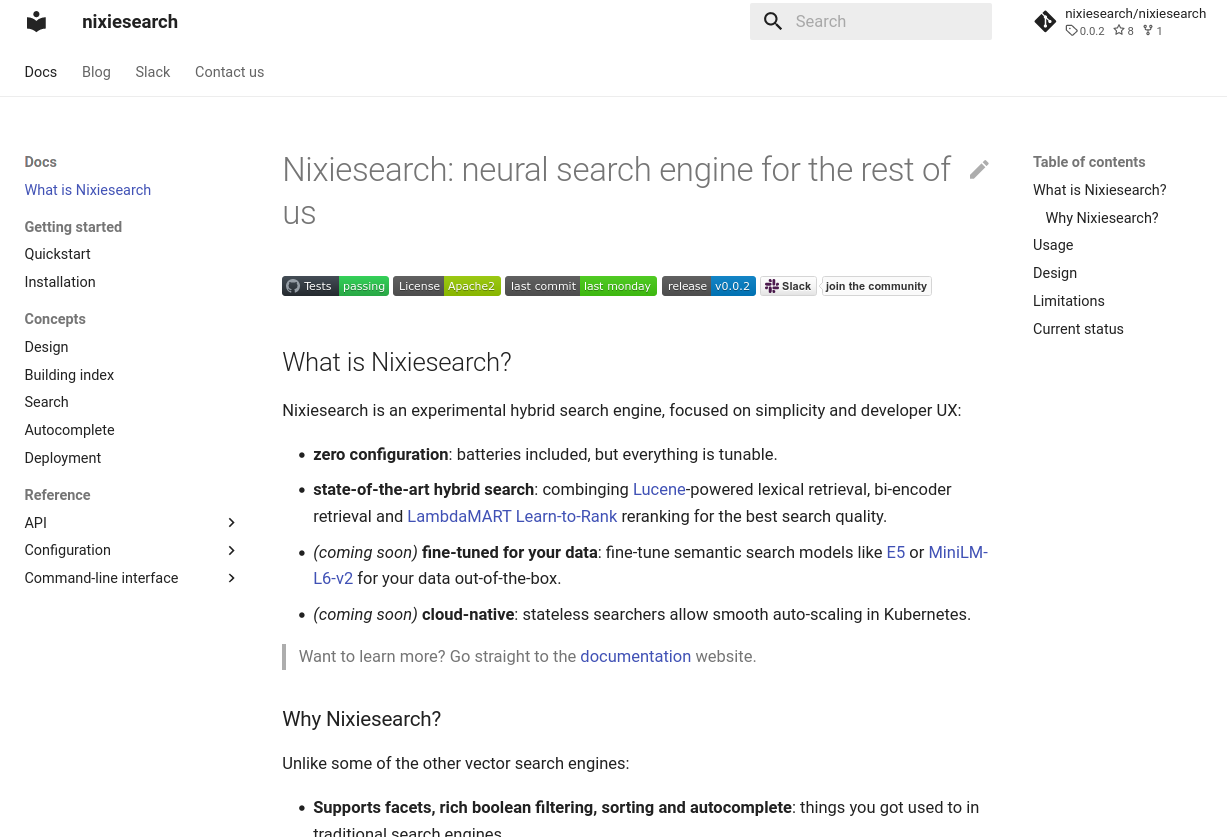 nixiesearch
Search
nixiesearch/nixiesearch
0.0.2 8 1
Docs Blog Slack Contact us
Docs
What is Nixiesearch
Getting started
Quickstart
Installation
Concepts
Design
Building index
Search
Autocomplete
Deployment
Reference
API
Configuration
Command-line interface
Nixiesearch: neural search engine for the rest of
us
Tests passing License Apache2 last commit last monday release v0.0.2 Slack join the community
What is Nixiesearch?
Nixiesearch is an experimental hybrid search engine, focused on simplicity and developer UX:
• zero configuration: batteries included, but everything is tunable.
• state-of-the-art hybrid search: combinging Lucene-powered lexical retrieval, bi-encoder
retrieval and LambdaMART Learn-to-Rank reranking for the best search quality.
• (coming soon) fine-tuned for your data: fine-tune semantic search models like E5 or MiniLM-
L6-v2 for your data out-of-the-box.
• (coming soon) cloud-native: stateless searchers allow smooth auto-scaling in Kubernetes.
Want to learn more? Go straight to the documentation website.
Why Nixiesearch?
Unlike some of the other vector search engines:
• Supports facets, rich boolean filtering, sorting and autocomplete: things you got used to in
traditional search engines.
Table of contents
What is Nixiesearch?
Why Nixiesearch?
Usage
Design
Limitations
Current status